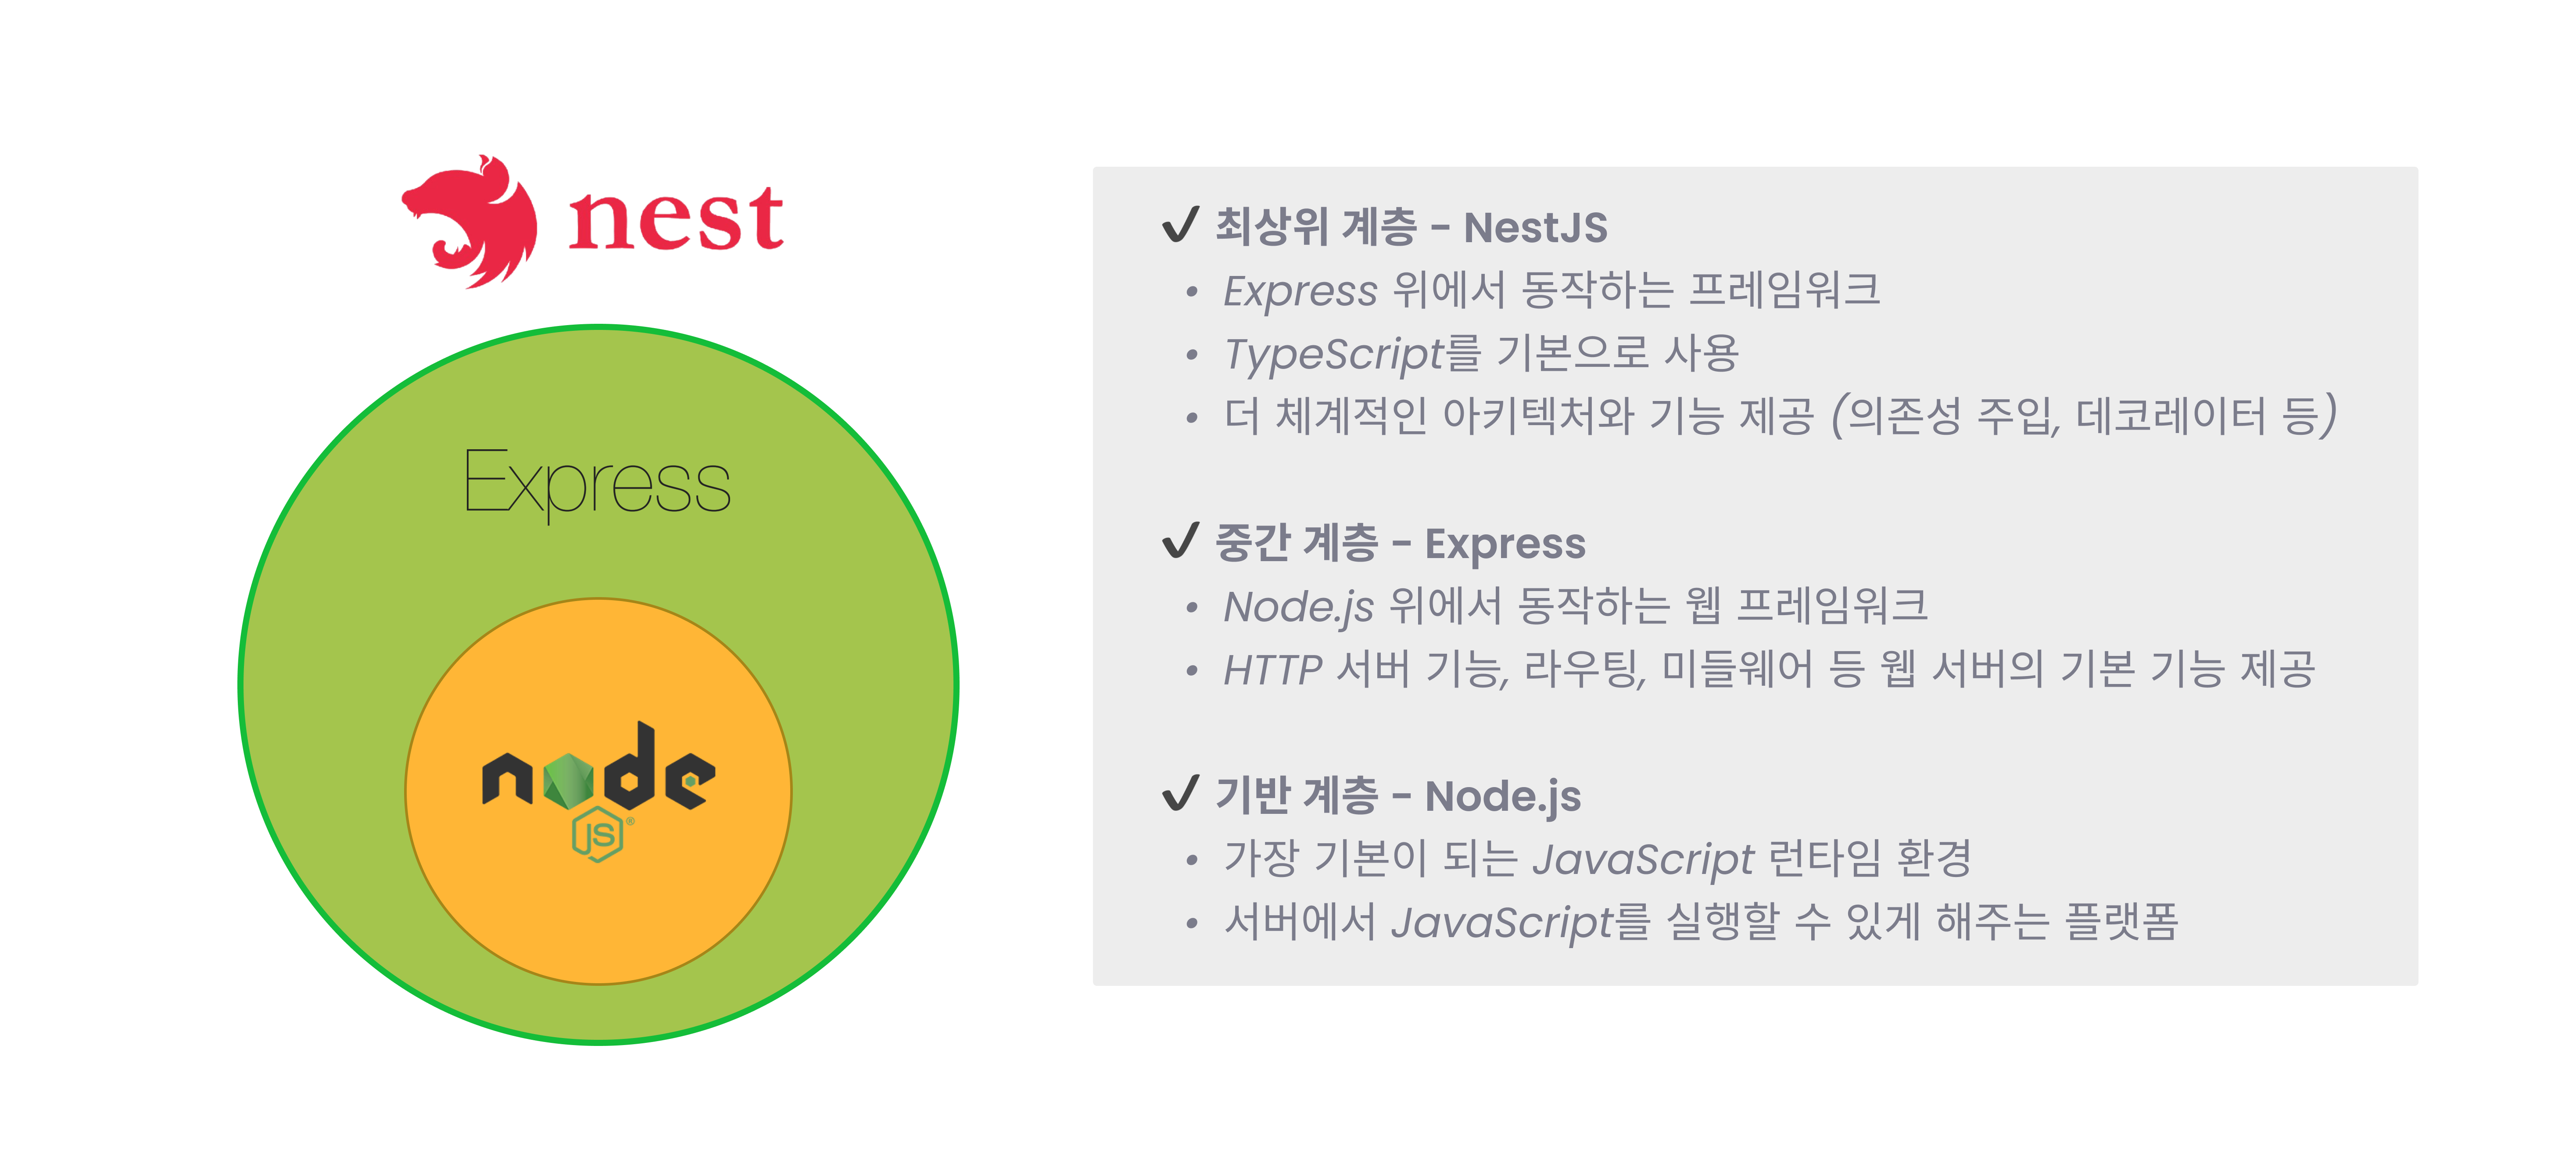 nest
Express
node
JS®
✔ 최상위 계층 - NestJS
• Express 위에서 동작하는 프레임워크
• TypeScript를 기본으로 사용
• 더 체계적인 아키텍처와 기능 제공 (의존성 주입, 데코레이터 등)
✔ 중간 계층 - Express
• Node.js 위에서 동작하는 웹 프레임워크
• HTTP 서버 기능, 라우팅, 미들웨어 등 웹 서버의 기본 기능 제공
✔ 기반 계층 - Node.js
• 가장 기본이 되는 JavaScript 런타임 환경
• 서버에서 JavaScript를 실행할 수 있게 해주는 플랫폼